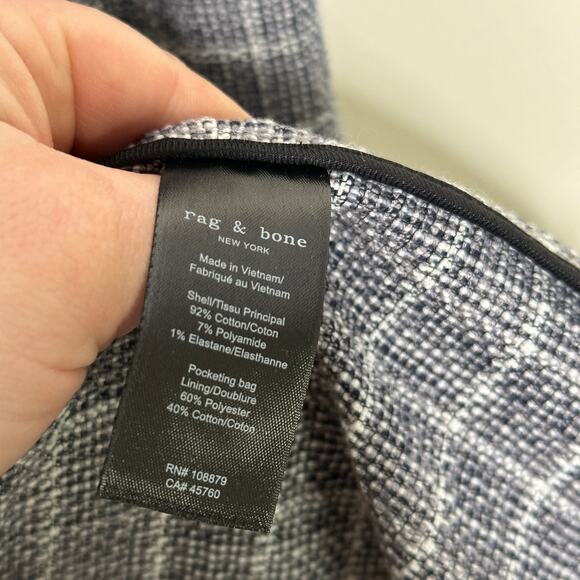 rag & bone
NEW YORK
Made in Vietnam/
Fabriqué au Vietnam
Shell/Tissu Principal
92% Cotton/Coton
7% Polyamide
1% Elastane/Elasthanne
Pocketing bag
Lining/Doublure
60% Polyester
40% Cotton/Coton
RN# 108879
CA# 45760